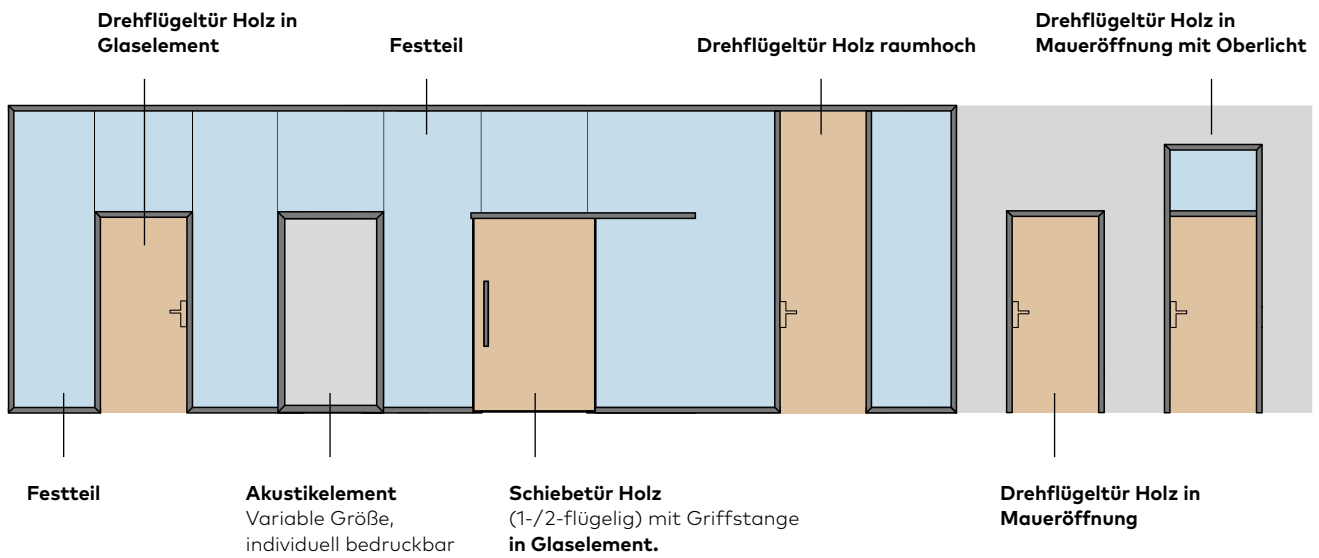 Drehflügeltür Holz in
Glaselement
Festteil
Drehflügeltür Holz raumhoch
Drehflügeltür Holz in
Maueröffnung mit Oberlicht
Festteil
Akustikelement
Variable Größe,
individuell bedruckbar
Schiebetür Holz
(1-/2-flügelig) mit Griffstange
in Glaselement.
Drehflügeltür Holz in
Maueröffnung